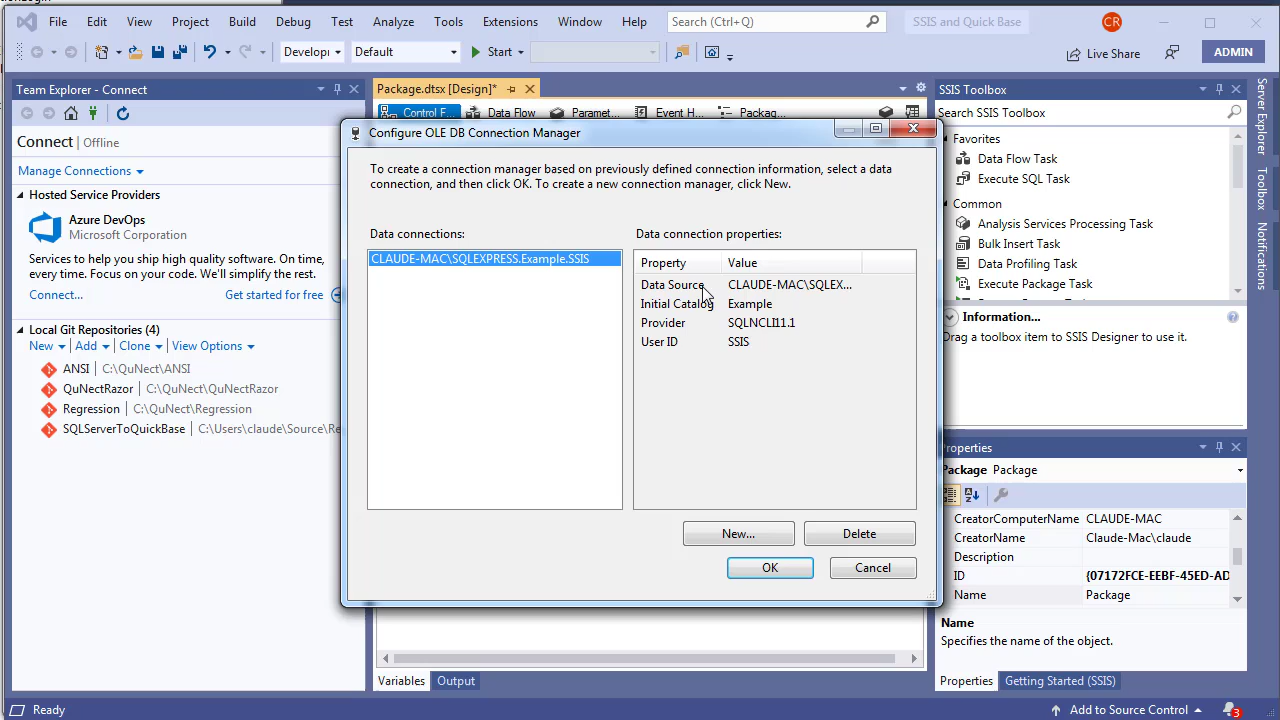 File Edit View Project Build Debug Test Analyze Tools Extensions Window Help Search (Ctrl+Q) SSIS and Quick Base CR
Develop Default Start Live Share ADMIN
Team Explorer - Connect
Connect | Offline
Manage Connections
Hosted Service Providers
Azure DevOps
Microsoft Corporation
Which can help you ship high quality software. On time,
every time. Focus on your code. We'll simplify the rest.
Connect... Get started for free
Local Git Repositories (4)
New Add Clone View Options
ANSI | C:\QuNect\ANSI
QuNectRazor | C:\QuNect\QuNectRazor
Regression | C:\QuNect\Regression
SQLServerToQuickBase | C:\Users\claude\Source\Re
Package.dtsx [Design]*
Control F... Data Flow Paramet... Event H... Packag...
Configure OLE DB Connection Manager
To create a connection manager based on previously defined connection information, select a data
connection, and then click OK. To create a new connection manager, click New.
Data connections:
CLAUDE-MAC\SQLEXPRESS.Example.SSIS
Data connection properties:
Property Value
Data Source CLAUDE-MAC\SQLEX...
Initial Catalog Example
Provider SQLNCLI11.1
User ID SSIS
New... Delete
OK Cancel
Variables Output
SSIS Toolbox
Search SSIS Toolbox
Favorites
Data Flow Task
Execute SQL Task
Common
Analysis Services Processing Task
Bulk Insert Task
Data Profiling Task
Execute Package Task
Information...
Drag a toolbox item to SSIS Designer to use it.
Properties
Package Package
CreatorComputerName CLAUDE-MAC
CreatorName Claude-Mac\claude
Description
ID {07172FCE-EEBF-45ED-AD
Name Package
Name
Specifies the name of the object.
Properties Getting Started (SSIS)
Server Explorer
Toolbox
Notifications
Ready Add to Source Control 3